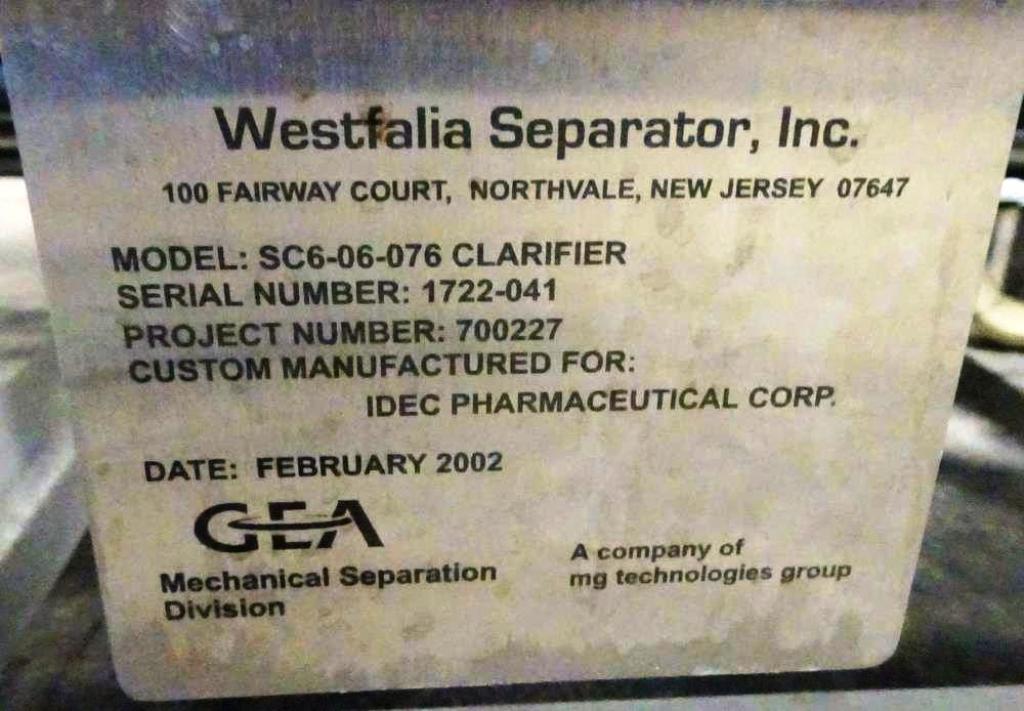 Westfalia Separator, Inc.
100 FAIRWAY COURT, NORTHVALE, NEW JERSEY 07647
MODEL: SC6-06-076 CLARIFIER
SERIAL NUMBER: 1722-041
PROJECT NUMBER: 700227
CUSTOM MANUFACTURED FOR:
IDEC PHARMACEUTICAL CORP.
DATE: FEBRUARY 2002
GEA
Mechanical Separation
Division
A company of
mg technologies group